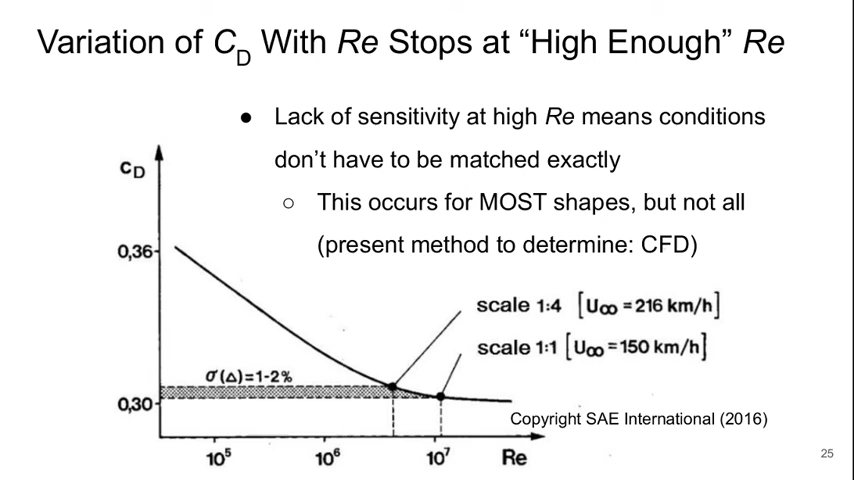 Variation of C_D With Re Stops at “High Enough” Re
● Lack of sensitivity at high Re means conditions
don’t have to be matched exactly
○ This occurs for MOST shapes, but not all
(present method to determine: CFD)
C_D
0,36
scale 1:4 [U∞ = 216 km/h]
scale 1:1 [U∞ = 150 km/h]
σ(Δ)=1-2%
0,30
Copyright SAE International (2016)
10⁵ 10⁶ 10⁷ Re
25